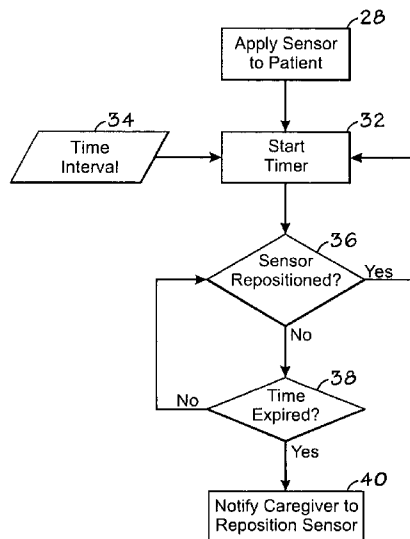 28
Apply Sensor
to Patient
34
32
Time
Interval
Start
Timer
36
Sensor
Repositioned?
Yes
No
38
Time
Expired?
No
Yes
40
Notify Caregiver to
Reposition Sensor